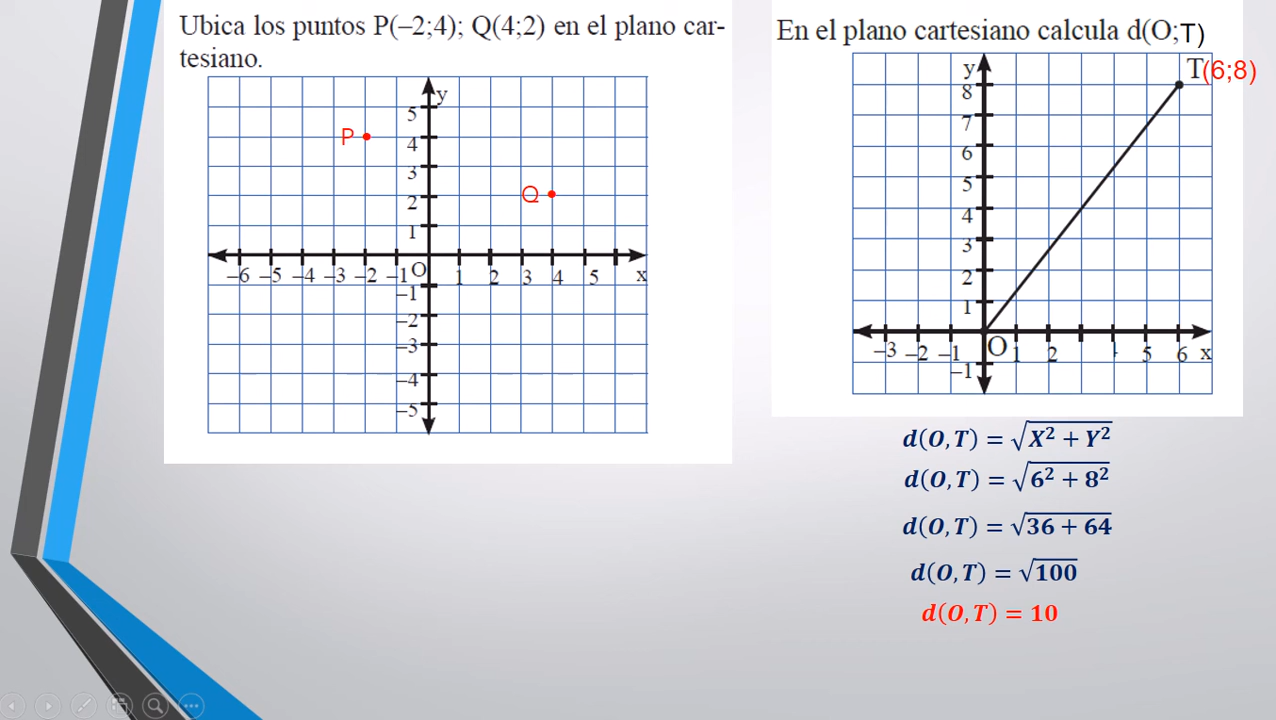 Ubica los puntos P(–2;4); Q(4;2) en el plano car-
tesiano.
y
5
4
3
2
1
P
Q
–6 –5 –4 –3 –2 –1 O 1 2 3 4 5 x
–1
–2
–3
–4
–5
En el plano cartesiano calcula d(O;T)
y
T(6;8)
8
7
6
5
4
3
2
1
–3 –2 –1 O 1 2 4 5 6 x
–1
d(O,T) = √X² + Y²
d(O,T) = √6² + 8²
d(O,T) = √36 + 64
d(O,T) = √100
d(O,T) = 10